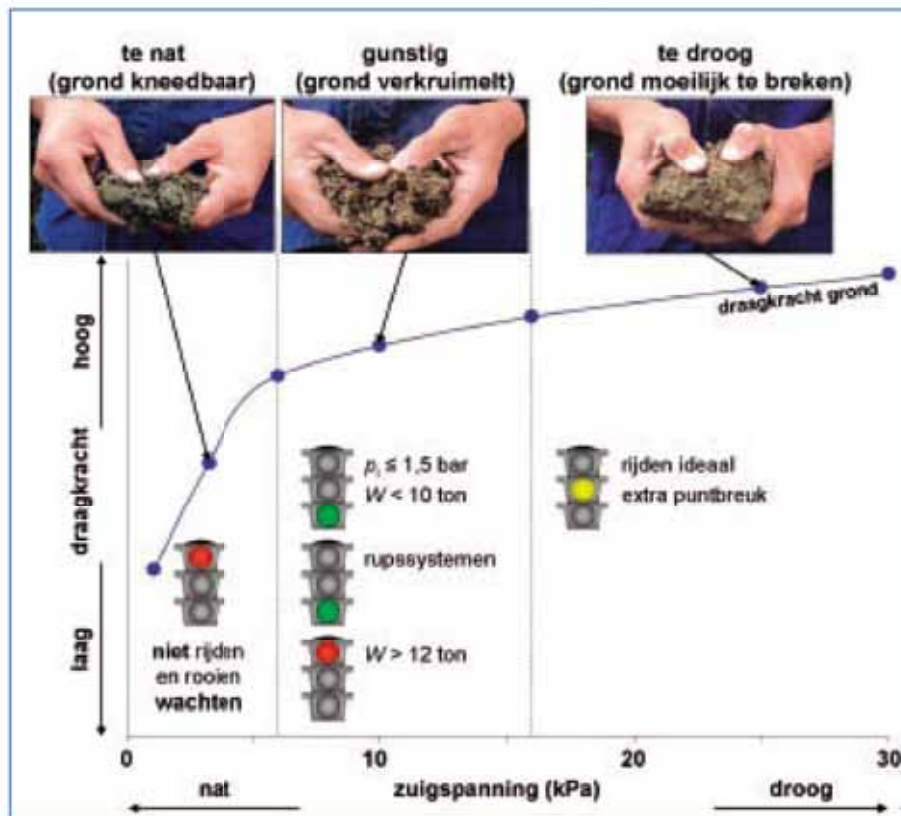 te nat
(grond kneedbaar)
gunstig
(grond verkruimelt)
te droog
(grond moeilijk te breken)
draagkracht grond
hoog
draagkracht
laag
niet rijden
en rooien
wachten
pᵢ ≤ 1,5 bar
W < 10 ton
rupssystemen
W > 12 ton
rijden ideaal
extra puntbreuk
0
10
20
30
nat
zuigspanning (kPa)
droog